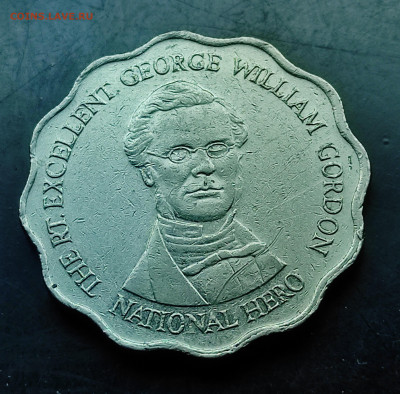 THE RT. EXCELLENT GEORGE WILLIAM GORDON
NATIONAL HERO